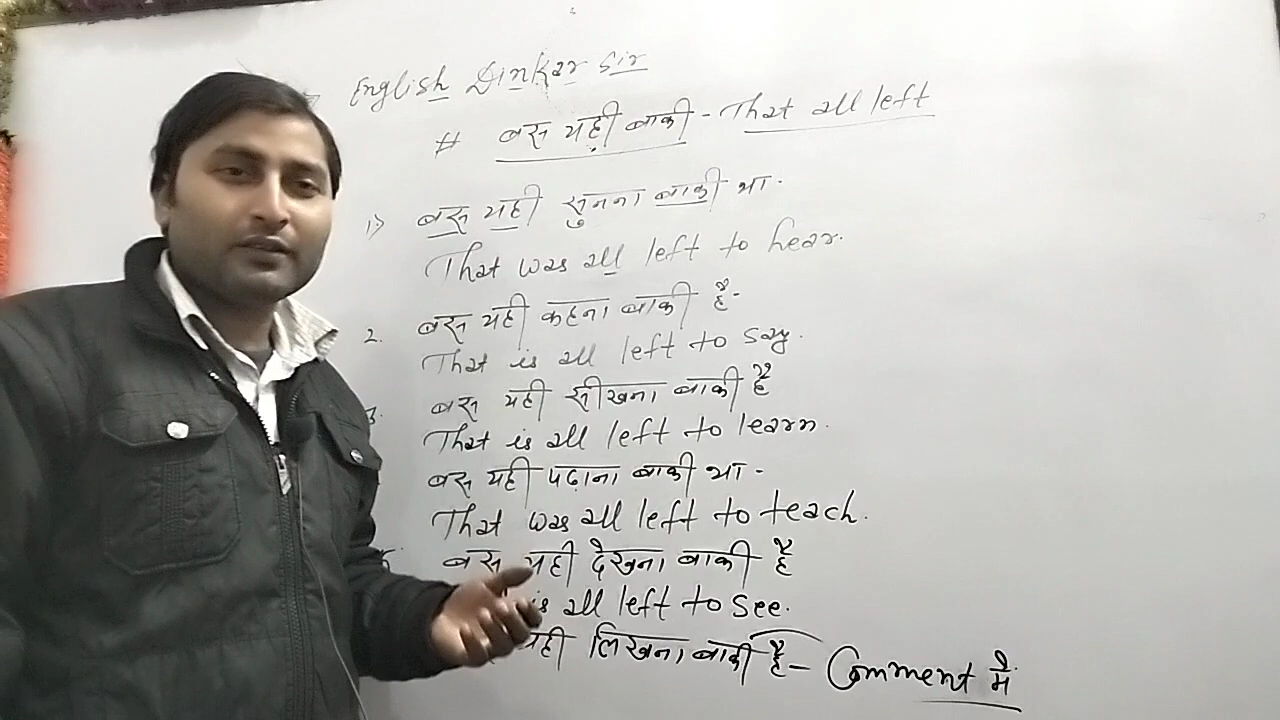 English Dinkar Sir
# बस यही बाकी - That all left
1) बस यही सुनना बाकी था.
That was all left to hear.
2. बस यही कहना बाकी है-
That is all left to say.
3. बस यही सीखना बाकी है
That is all left to learn.
बस यही पढ़ाना बाकी था -
That was all left to teach.
बस यही देखना बाकी है
is all left to see.
यही लिखना बाकी है - Comment में